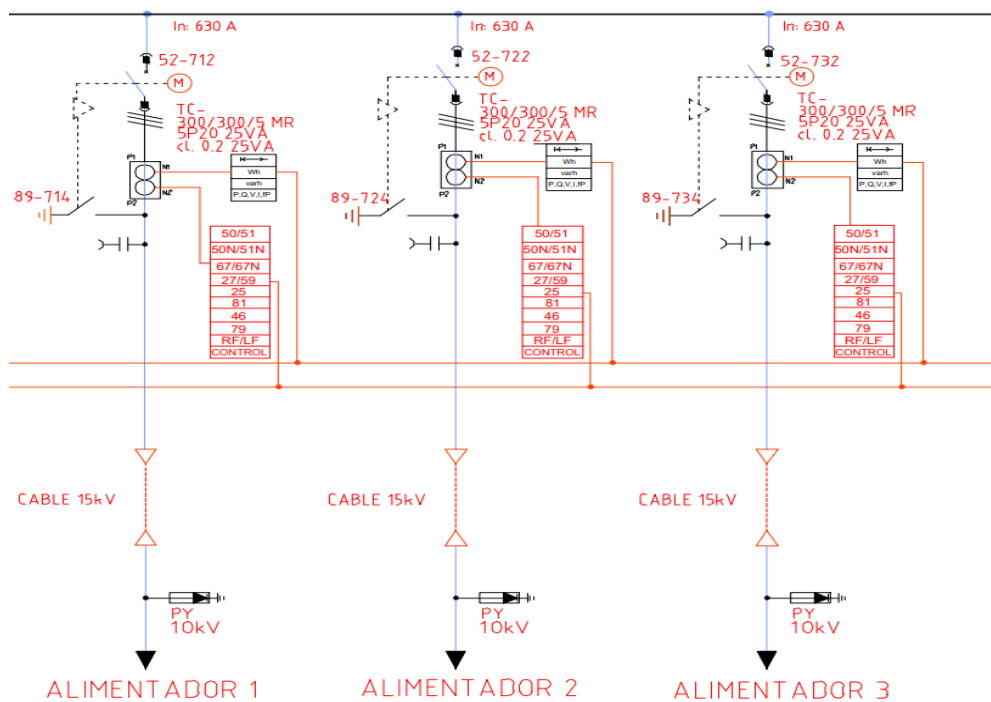 In: 630 A
52-712
M
TC-
300/300/5 MR
5P20 25VA
cl. 0.2 25VA
P1
N1
N2
P2
Wh
varh
P,Q,V,I,fP
89-714
50/51
50N/51N
67/67N
27/59
25
81
46
79
RF/LF
CONTROL
CABLE 15kV
PY
10kV
ALIMENTADOR 1
In: 630 A
52-722
M
TC-
300/300/5 MR
5P20 25VA
cl. 0.2 25VA
P1
N1
N2
P2
Wh
varh
P,Q,V,I,fP
89-724
50/51
50N/51N
67/67N
27/59
25
81
46
79
RF/LF
CONTROL
CABLE 15kV
PY
10kV
ALIMENTADOR 2
In: 630 A
52-732
M
TC-
300/300/5 MR
5P20 25VA
cl. 0.2 25VA
P1
N1
N2
P2
Wh
varh
P,Q,V,I,fP
89-734
50/51
50N/51N
67/67N
27/59
25
81
46
79
RF/LF
CONTROL
CABLE 15kV
PY
10kV
ALIMENTADOR 3